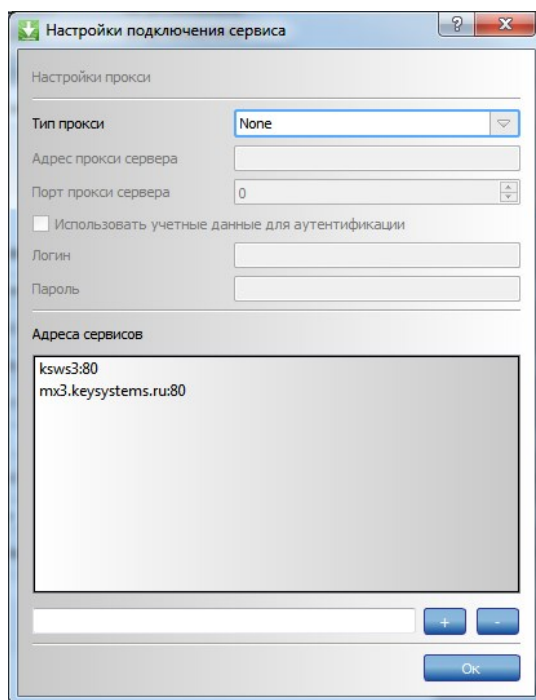 Настройки подключения сервиса
?
X
Настройки прокси
Тип прокси
None
Адрес прокси сервера
Порт прокси сервера
0
Использовать учетные данные для аутентификации
Логин
Пароль
Адреса сервисов
ksws3:80
mx3.keysystems.ru:80
+
-
Ок